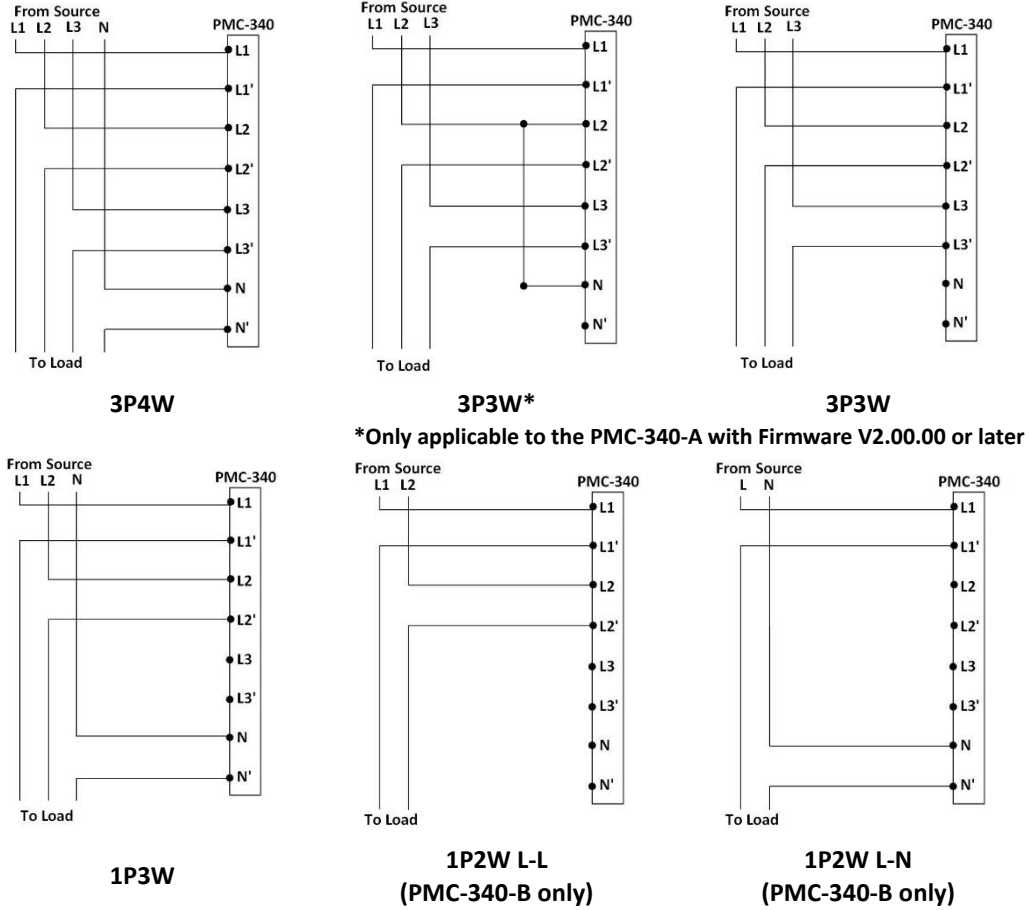 From Source
L1 L2 L3 N
PMC-340
L1
L1'
L2
L2'
L3
L3'
N
N'
To Load
3P4W
From Source
L1 L2 L3
PMC-340
L1
L1'
L2
L2'
L3
L3'
N
N'
To Load
3P3W*
From Source
L1 L2 L3
PMC-340
L1
L1'
L2
L2'
L3
L3'
N
N'
To Load
3P3W
*Only applicable to the PMC-340-A with Firmware V2.00.00 or later
From Source
L1 L2 N
PMC-340
L1
L1'
L2
L2'
L3
L3'
N
N'
To Load
1P3W
From Source
L1 L2
PMC-340
L1
L1'
L2
L2'
L3
L3'
N
N'
To Load
1P2W L-L
(PMC-340-B only)
From Source
L N
PMC-340
L1
L1'
L2
L2'
L3
L3'
N
N'
To Load
1P2W L-N
(PMC-340-B only)